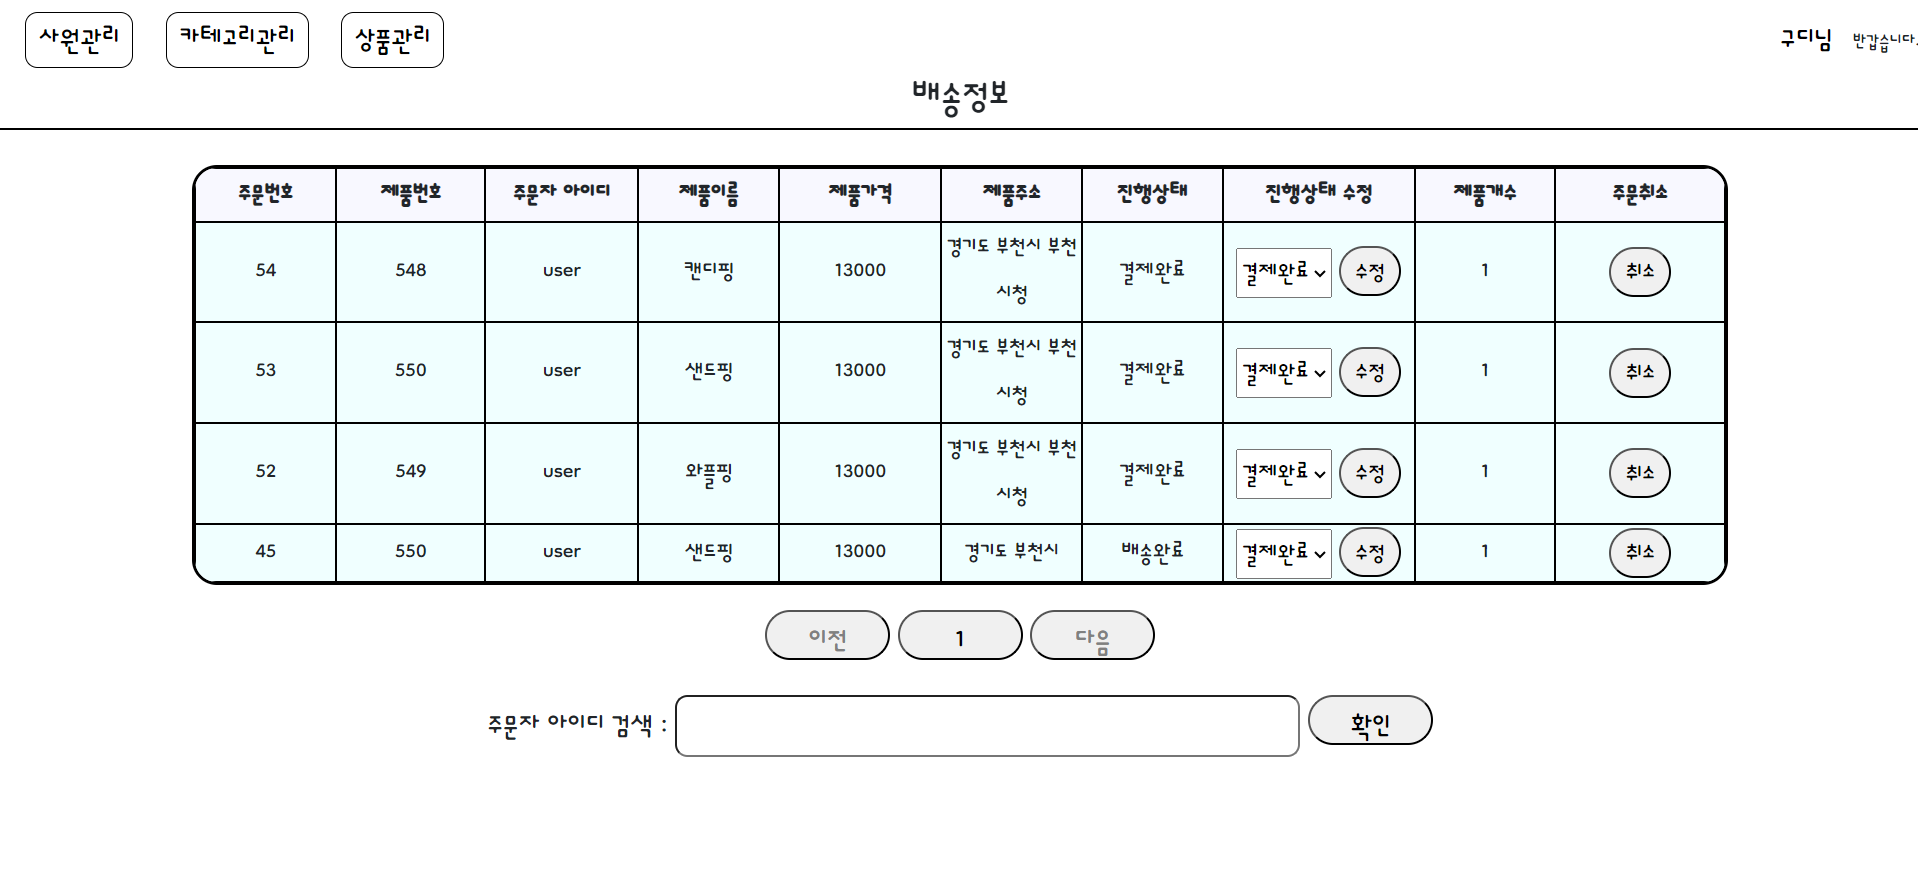 사원관리 카테고리관리 상품관리 구디님 반갑습니다.
배송정보
주문번호 제품번호 주문자 아이디 제품이름 제품가격 제품주소 진행상태 진행상태 수정 제품개수 주문취소
54 548 user 캔디핑 13000 경기도 부천시 부천시청 결제완료 결제완료 수정 1 취소
53 550 user 샌드핑 13000 경기도 부천시 부천시청 결제완료 결제완료 수정 1 취소
52 549 user 와플핑 13000 경기도 부천시 부천시청 결제완료 결제완료 수정 1 취소
45 550 user 샌드핑 13000 경기도 부천시 배송완료 결제완료 수정 1 취소
이전 1 다음
주문자 아이디 검색 : 확인